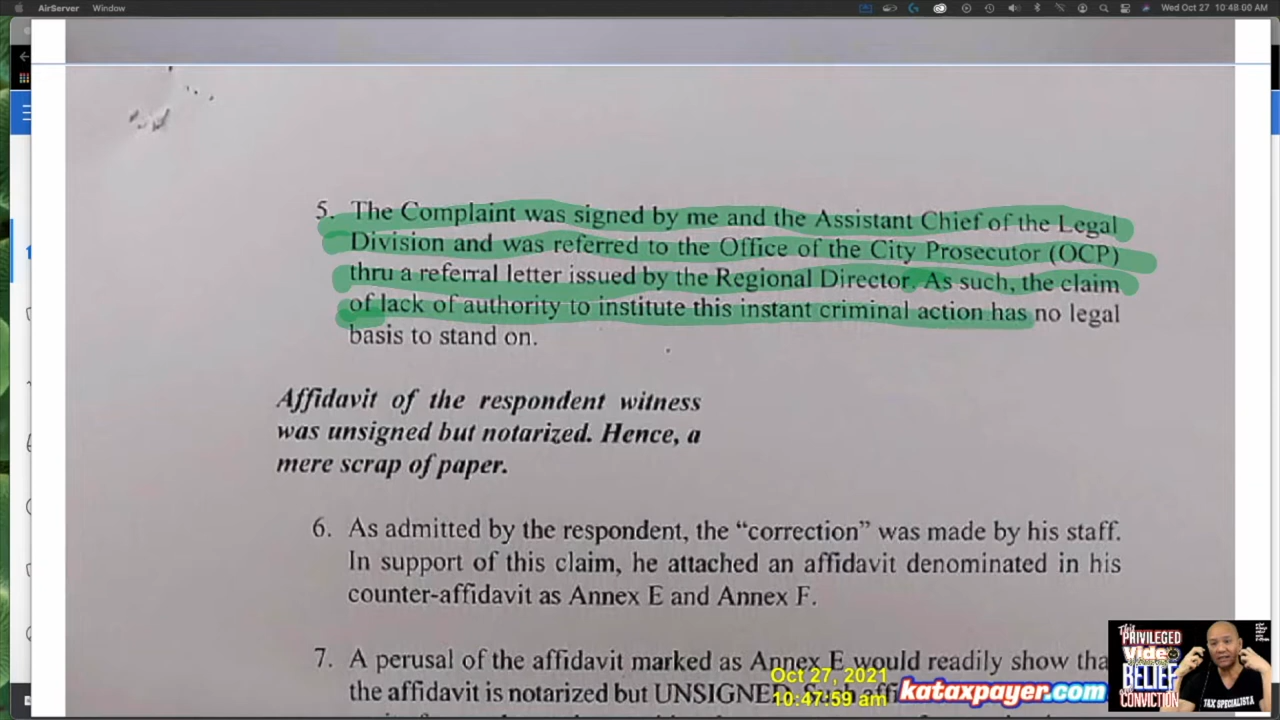 AirServer Window Wed Oct 27 10:48:00 AM
5. The Complaint was signed by me and the Assistant Chief of the Legal
Division and was referred to the Office of the City Prosecutor (OCP)
thru a referral letter issued by the Regional Director. As such, the claim
of lack of authority to institute this instant criminal action has no legal
basis to stand on.
Affidavit of the respondent witness
was unsigned but notarized. Hence, a
mere scrap of paper.
6. As admitted by the respondent, the “correction” was made by his staff.
In support of this claim, he attached an affidavit denominated in his
counter-affidavit as Annex E and Annex F.
7. A perusal of the affidavit marked as Annex E would readily show
the affidavit is notarized but
Oct 27, 2021
10:47:59 am
kataxpayer.com
This
PRIVILEGED
Video
BELIEF
CONVICTION
TAX SPECIALISTA